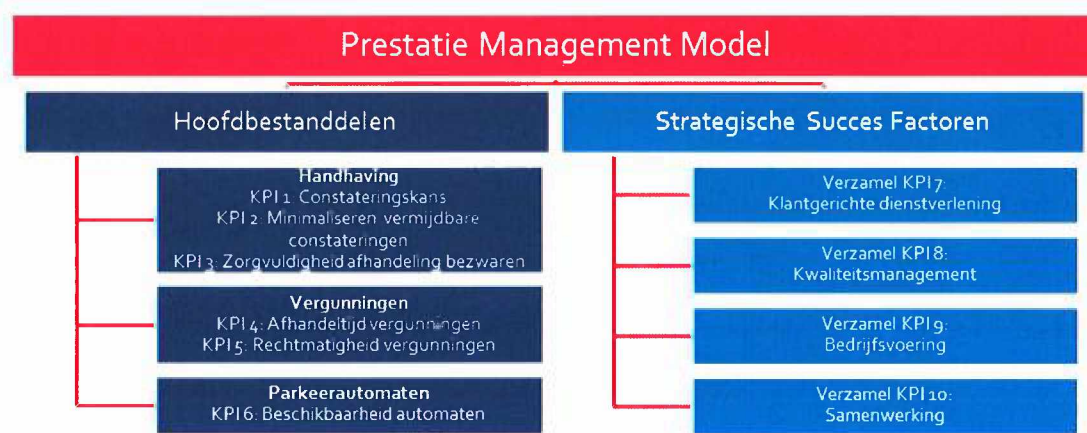 Prestatie Management Model
Hoofdbestanddelen
Handhaving
KPI 1: Constateringskans
KPI 2: Minimaliseren vermijdbare
constateringen
KPI 3: Zorgvuldigheid afhandeling bezwaren
Vergunningen
KPI 4: Afhandeltijd vergunningen
KPI 5: Rechtmatigheid vergunningen
Parkeerautomaten
KPI 6: Beschikbaarheid automaten
Strategische Succes Factoren
Verzamel KPI 7:
Klantgerichte dienstverlening
Verzamel KPI 8:
Kwaliteitsmanagement
Verzamel KPI 9:
Bedrijfsvoering
Verzamel KPI 10:
Samenwerking